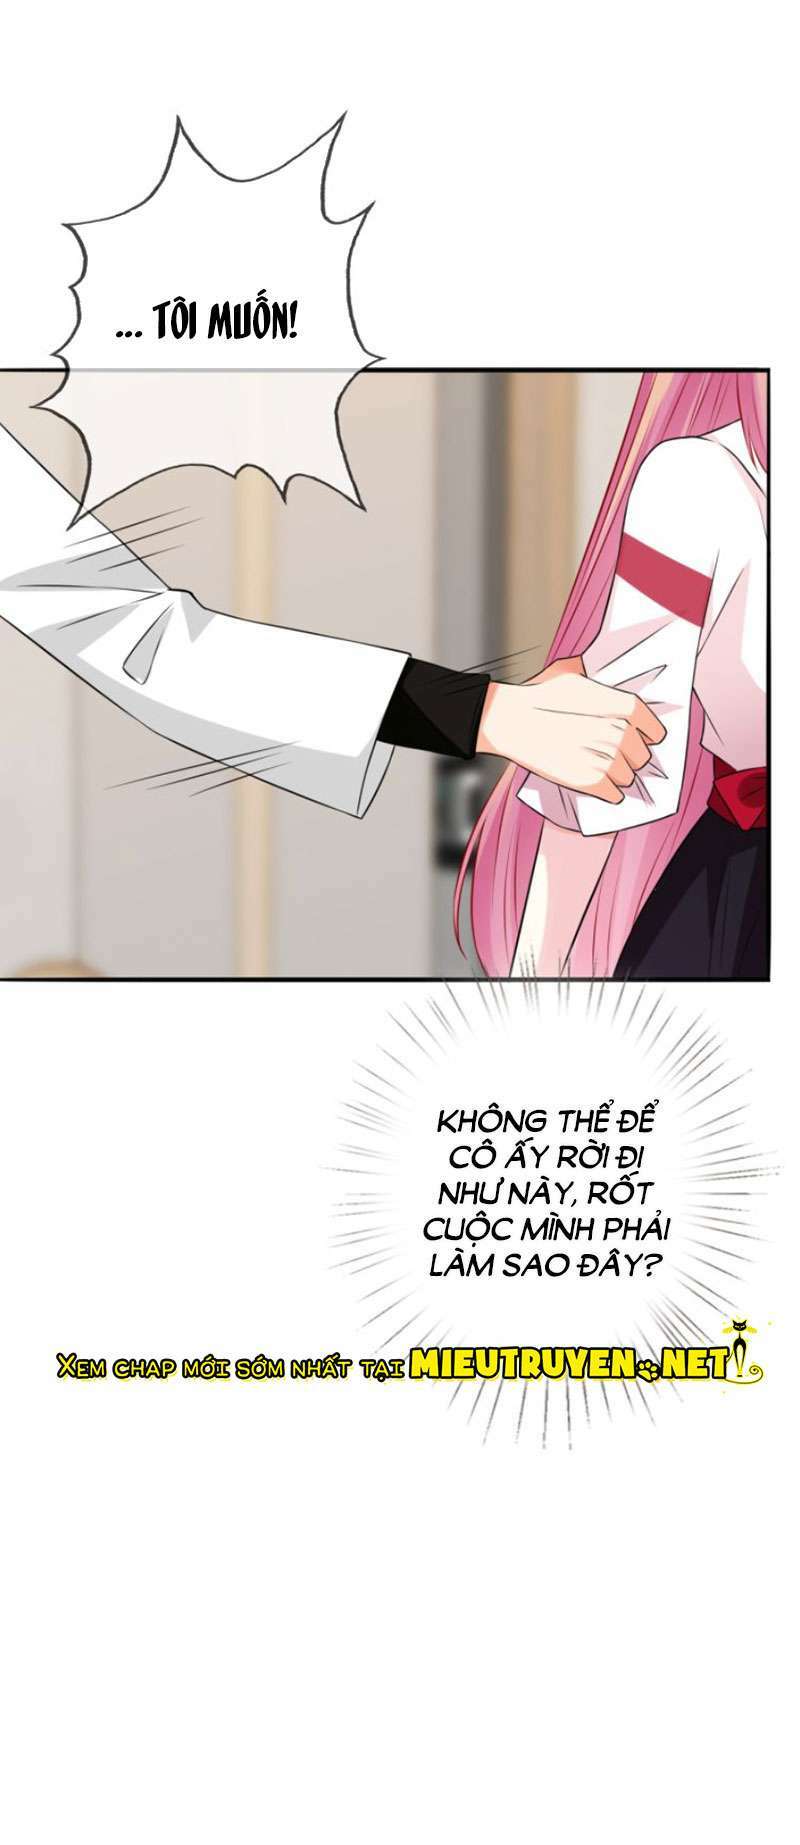 ... TÔI MUỐN!
KHÔNG THỂ ĐỂ
CÔ ẤY RỜI ĐI
NHƯ NÀY, RỐT
CUỘC MÌNH PHẢI
LÀM SAO ĐÂY?
XEM CHAP MỚI SỚM NHẤT TẠI MIEUTRUYEN.NET